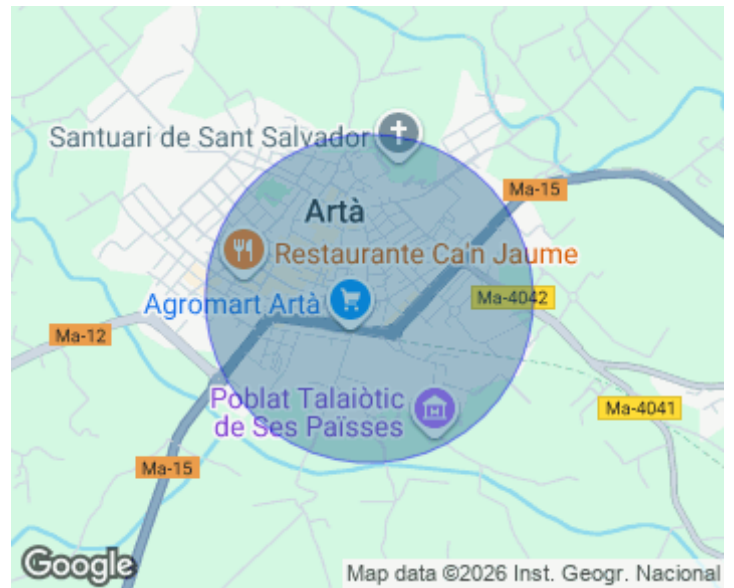 Santuari de Sant Salvador
Ma-15
Artà
Restaurante Ca'n Jaume
Ma-4042
Agromart Artà
Ma-12
Poblat Talaiòtic
de Ses Païsses
Ma-4041
Ma-15
Google
Map data ©2026 Inst. Geogr. Nacional